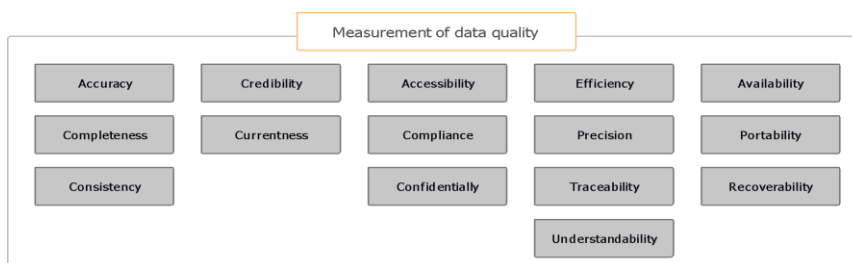 Measurement of data quality
Accuracy
Credibility
Accessibility
Efficiency
Availability
Completeness
Currentness
Compliance
Precision
Portability
Consistency
Confidentially
Traceability
Recoverability
Understandability